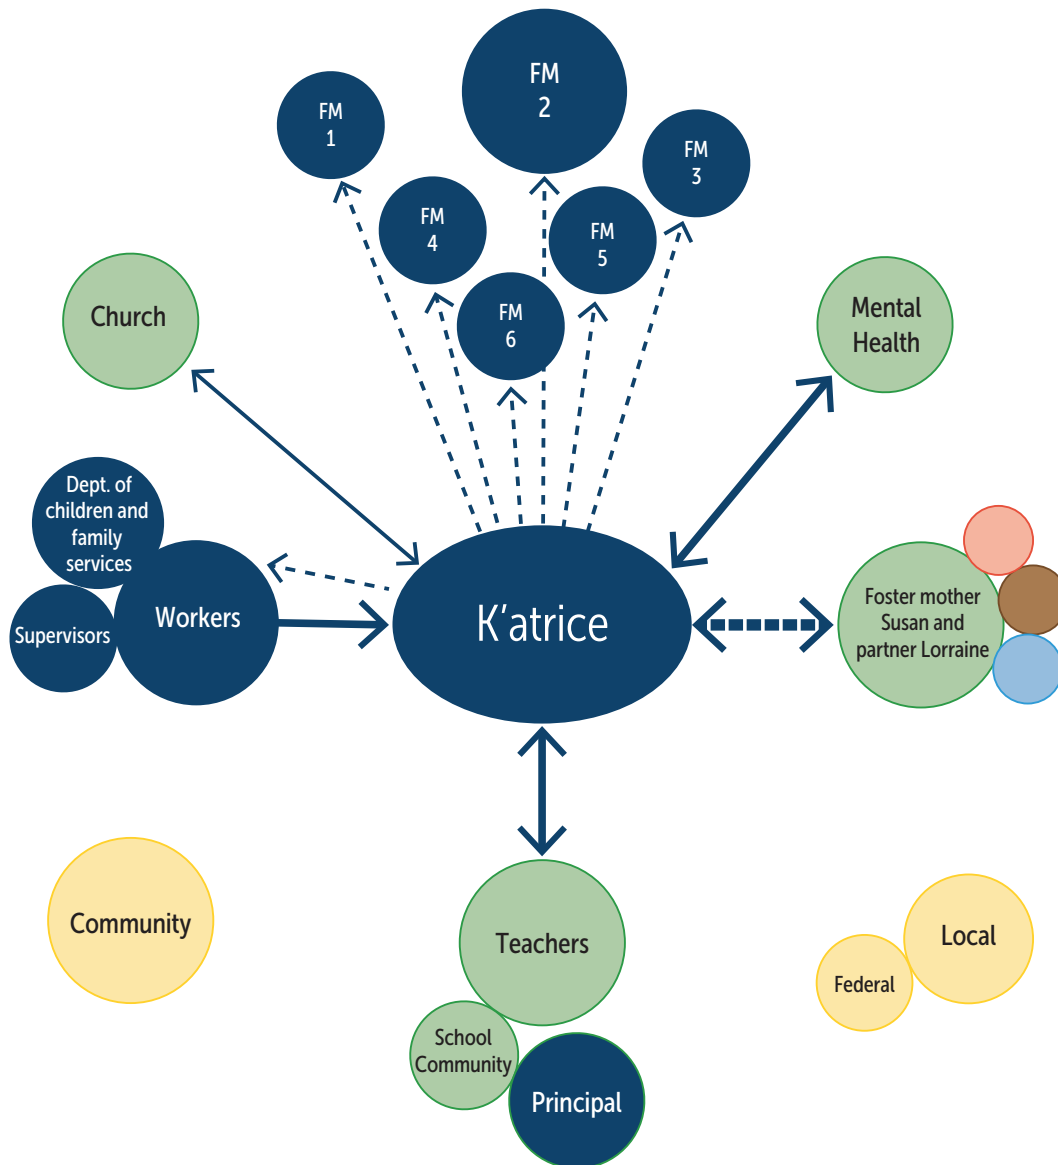 FM
1
FM
2
FM
3
FM
4
FM
5
FM
6
Church
Mental
Health
Dept. of
children and
family
services
Workers
Supervisors
K'atrice
Foster mother
Susan and
partner Lorraine
Community
Teachers
School
Community
Principal
Local
Federal